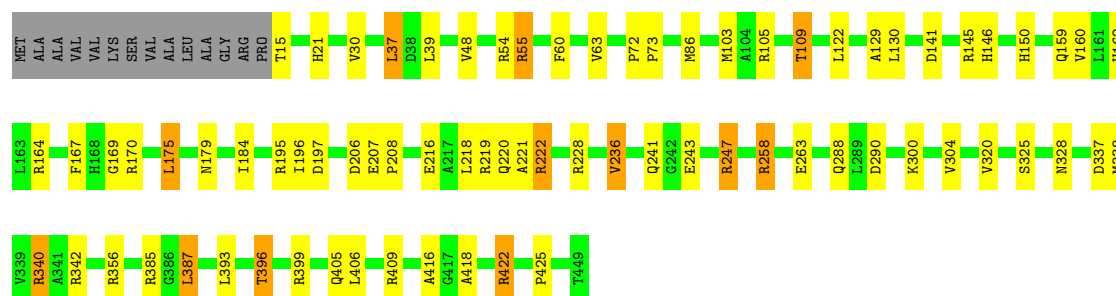 MET ALA ALA VAL VAL LYS SER VAL ALA LEU ALA GLY ARG PRO T15 H21 V30 L37 D38 L39 V48 R54 R55 F60 V63 P72 P73 M86 M103 A104 R105 T109 L122 A129 L130 D141 R145 H146 H150 Q159 V160 L161
L163 R164 F167 H168 G169 R170 L175 N179 I184 R195 I196 D197 D206 E207 P208 E216 A217 L218 R219 Q220 A221 R222 R228 V236 Q241 G242 E243 R247 R258 E263 Q288 L289 D290 K300 V304 V320 S325 N328 D337
V339 R340 A341 R342 R356 R385 G386 L387 L393 T396 R399 Q405 L406 R409 A416 G417 A418 R422 P425 T449